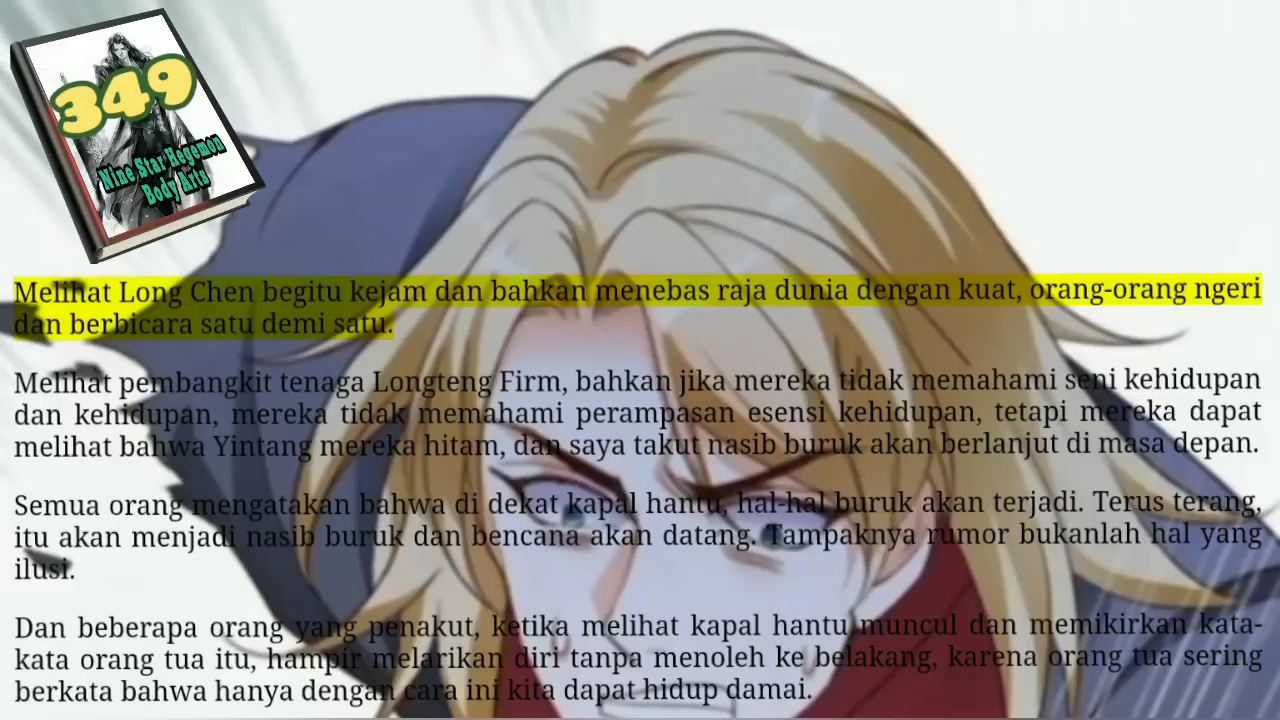 349
Nine Star Hegemon
Body Arts
Melihat Long Chen begitu kejam dan bahkan menebas raja dunia dengan kuat, orang-orang ngeri
dan berbicara satu demi satu.
Melihat pembangkit tenaga Longteng Firm, bahkan jika mereka tidak memahami seni kehidupan
dan kehidupan, mereka tidak memahami perampasan esensi kehidupan, tetapi mereka dapat
melihat bahwa Yintang mereka hitam, dan saya takut nasib buruk akan berlanjut di masa depan.
Semua orang mengatakan bahwa di dekat kapal hantu, hal-hal buruk akan terjadi. Terus terang,
itu akan menjadi nasib buruk dan bencana akan datang. Tampaknya rumor bukanlah hal yang
ilusi.
Dan beberapa orang yang penakut, ketika melihat kapal hantu muncul dan memikirkan kata-
kata orang tua itu, hampir melarikan diri tanpa menoleh ke belakang, karena orang tua sering
berkata bahwa hanya dengan cara ini kita dapat hidup damai.